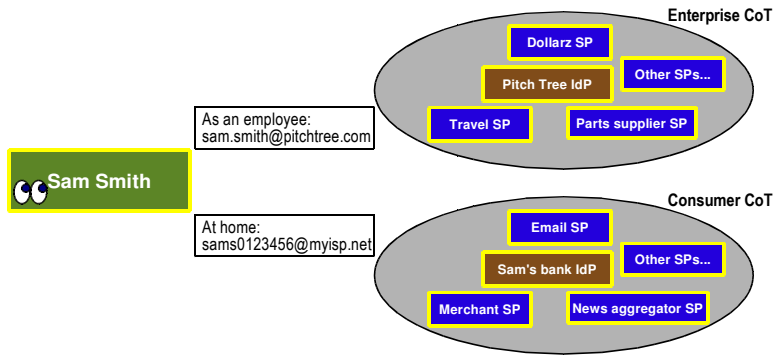 Enterprise CoT
Dollarz SP
Other SPs...
Pitch Tree IdP
Travel SP
Parts supplier SP
As an employee:
sam.smith@pitchtree.com
Sam Smith
At home:
sams0123456@myisp.net
Consumer CoT
Email SP
Other SPs...
Sam's bank IdP
Merchant SP
News aggregator SP